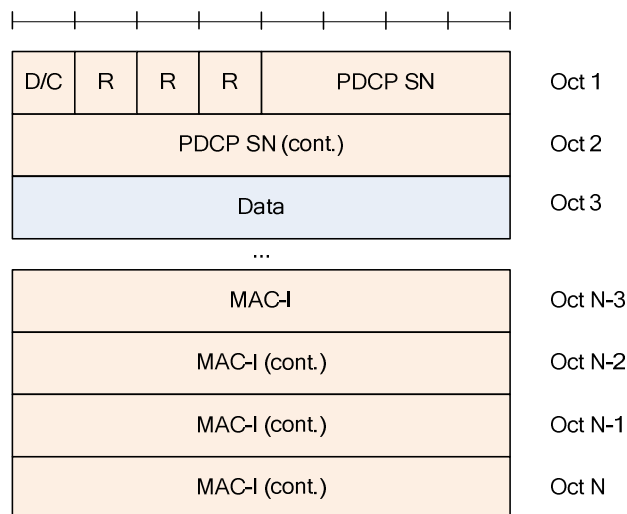 D/C R R R PDCP SN Oct 1
PDCP SN (cont.) Oct 2
Data Oct 3
...
MAC-I Oct N-3
MAC-I (cont.) Oct N-2
MAC-I (cont.) Oct N-1
MAC-I (cont.) Oct N